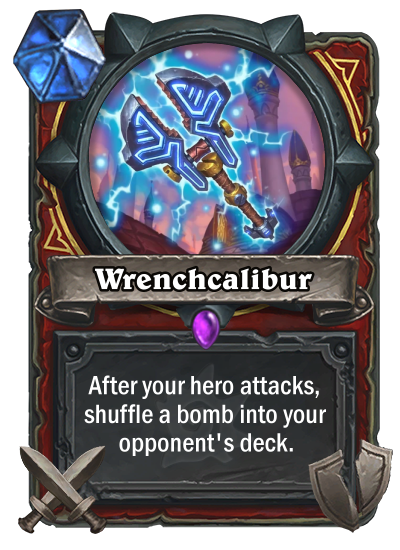 Wrenchcalibur
After your hero attacks,
shuffle a bomb into your
opponent's deck.